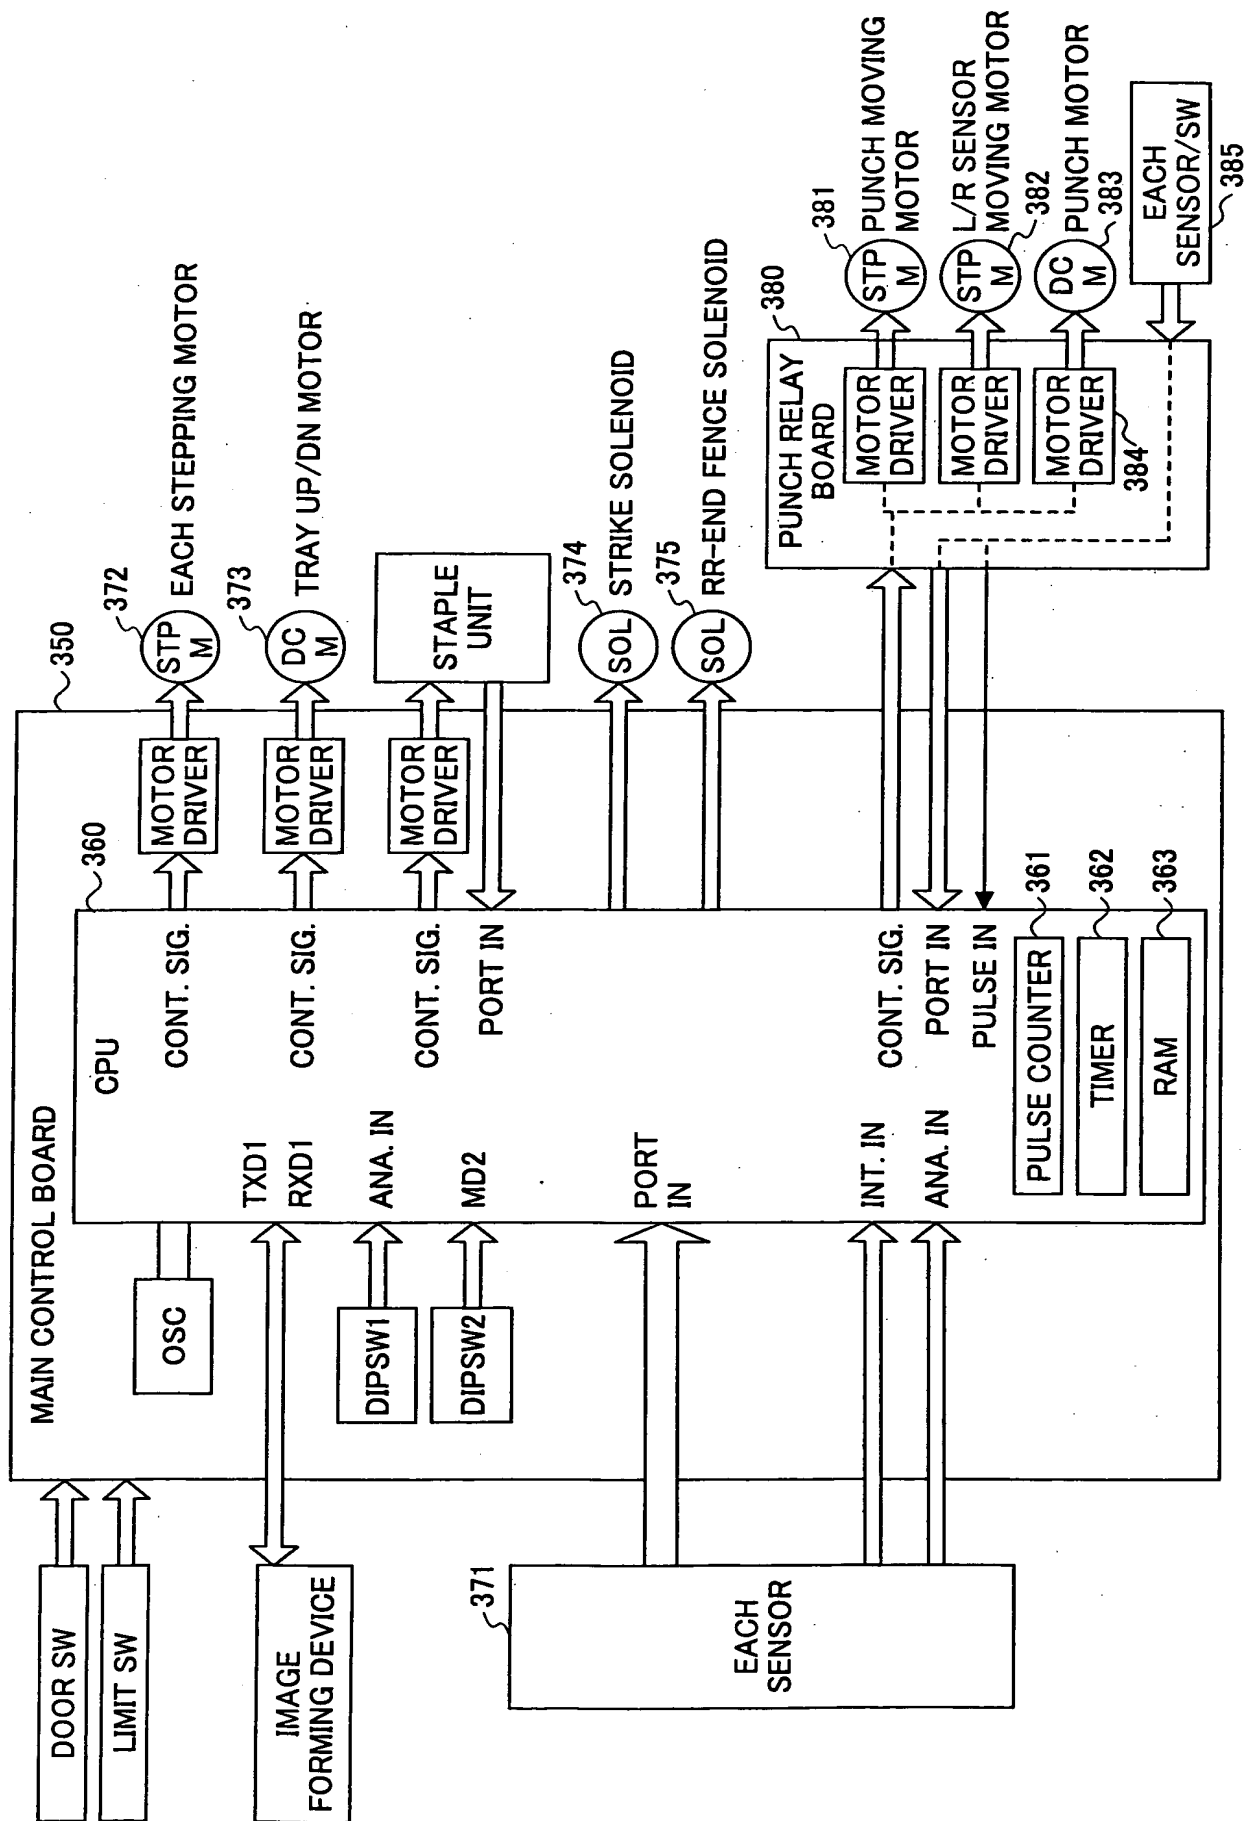 DOOR SW
LIMIT SW
IMAGE
FORMING DEVICE
371
EACH
SENSOR
MAIN CONTROL BOARD
350
OSC
DIPSW1
DIPSW2
CPU
360
TXD1
RXD1
ANA. IN
MD2
PORT
IN
INT. IN
ANA. IN
CONT. SIG.
CONT. SIG.
CONT. SIG.
PORT IN
CONT. SIG.
PORT IN
PULSE IN
PULSE COUNTER
361
TIMER
362
RAM
363
MOTOR
DRIVER
MOTOR
DRIVER
MOTOR
DRIVER
STP
M
372
EACH STEPPING MOTOR
DC
M
373
TRAY UP/DN MOTOR
STAPLE
UNIT
SOL
374
STRIKE SOLENOID
SOL
375
RR-END FENCE SOLENOID
PUNCH RELAY
BOARD
380
MOTOR
DRIVER
MOTOR
DRIVER
MOTOR
DRIVER
384
STP
M
381
PUNCH MOVING
MOTOR
STP
M
382
L/R SENSOR
MOVING MOTOR
DC
M
383
PUNCH MOTOR
EACH
SENSOR/SW
385